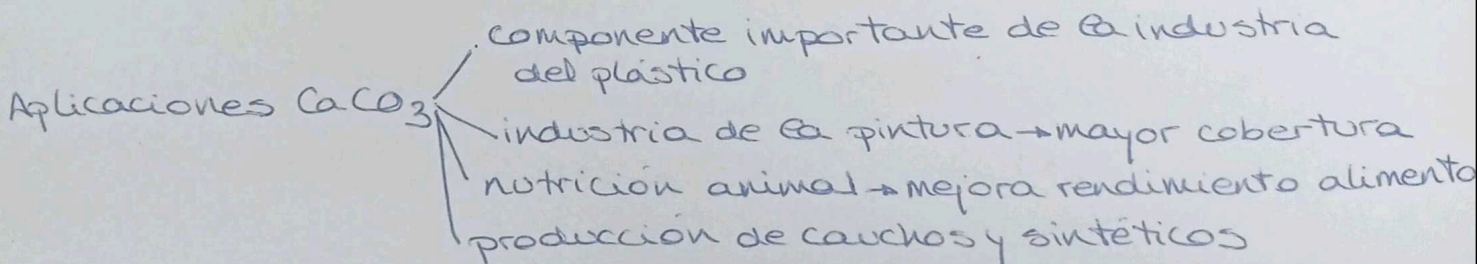 componente importante de la industria
del plástico
Aplicaciones CaCO3
industria de la pintura → mayor cobertura
nutrición animal → mejora rendimiento alimento
producción de cauchos y sintéticos